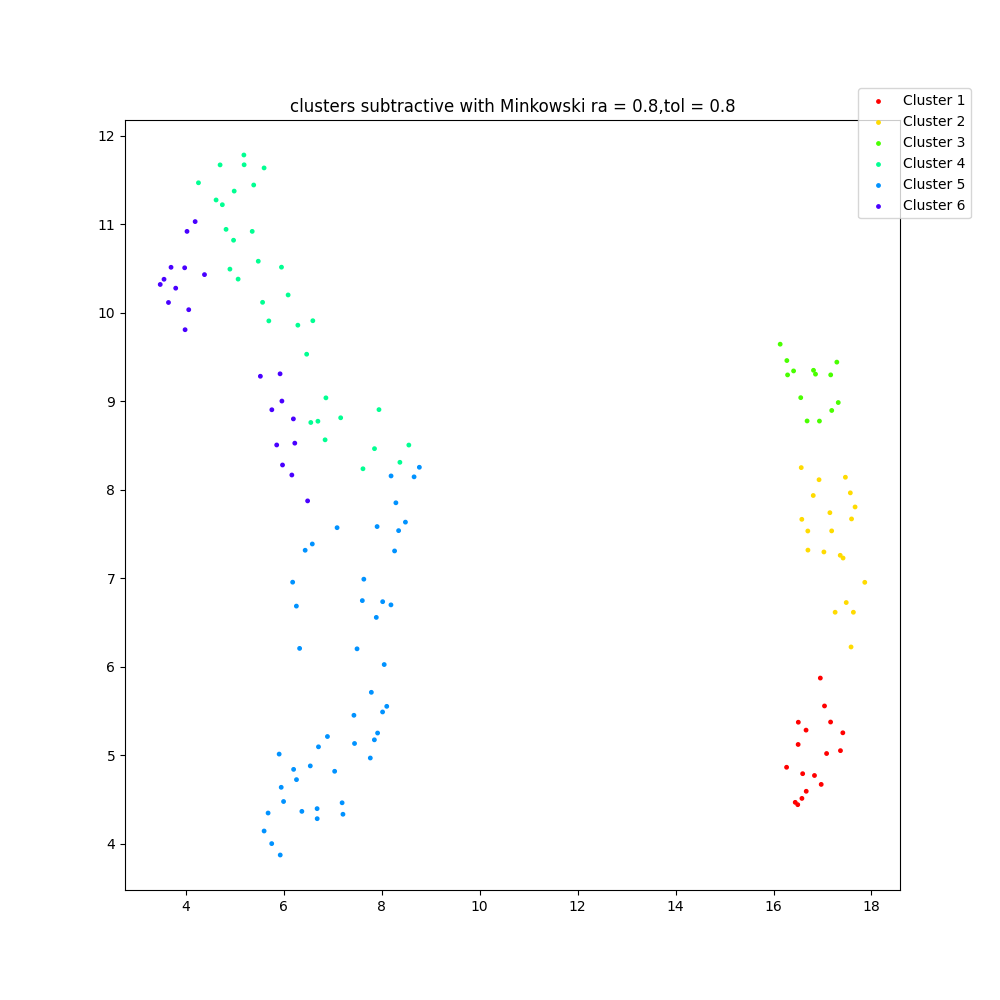 clusters subtractive with Minkowski ra = 0.8,tol = 0.8
Cluster 1
Cluster 2
Cluster 3
Cluster 4
Cluster 5
Cluster 6
12
11
10
9
8
7
6
5
4
4 6 8 10 12 14 16 18